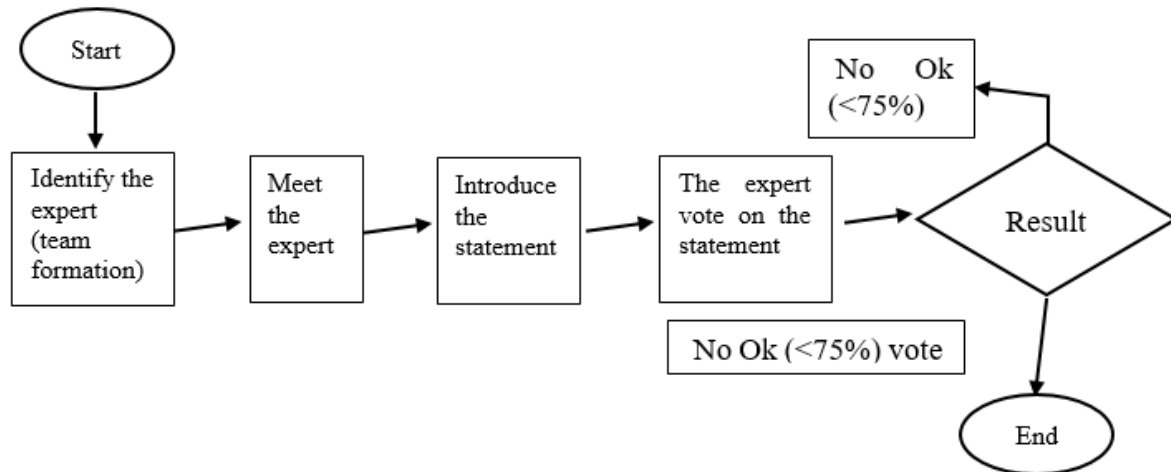 Start
Identify the
expert
(team
formation)
Meet
the
expert
Introduce
the
statement
The expert
vote on the
statement
No Ok
(<75%)
Result
No Ok (<75%) vote
End